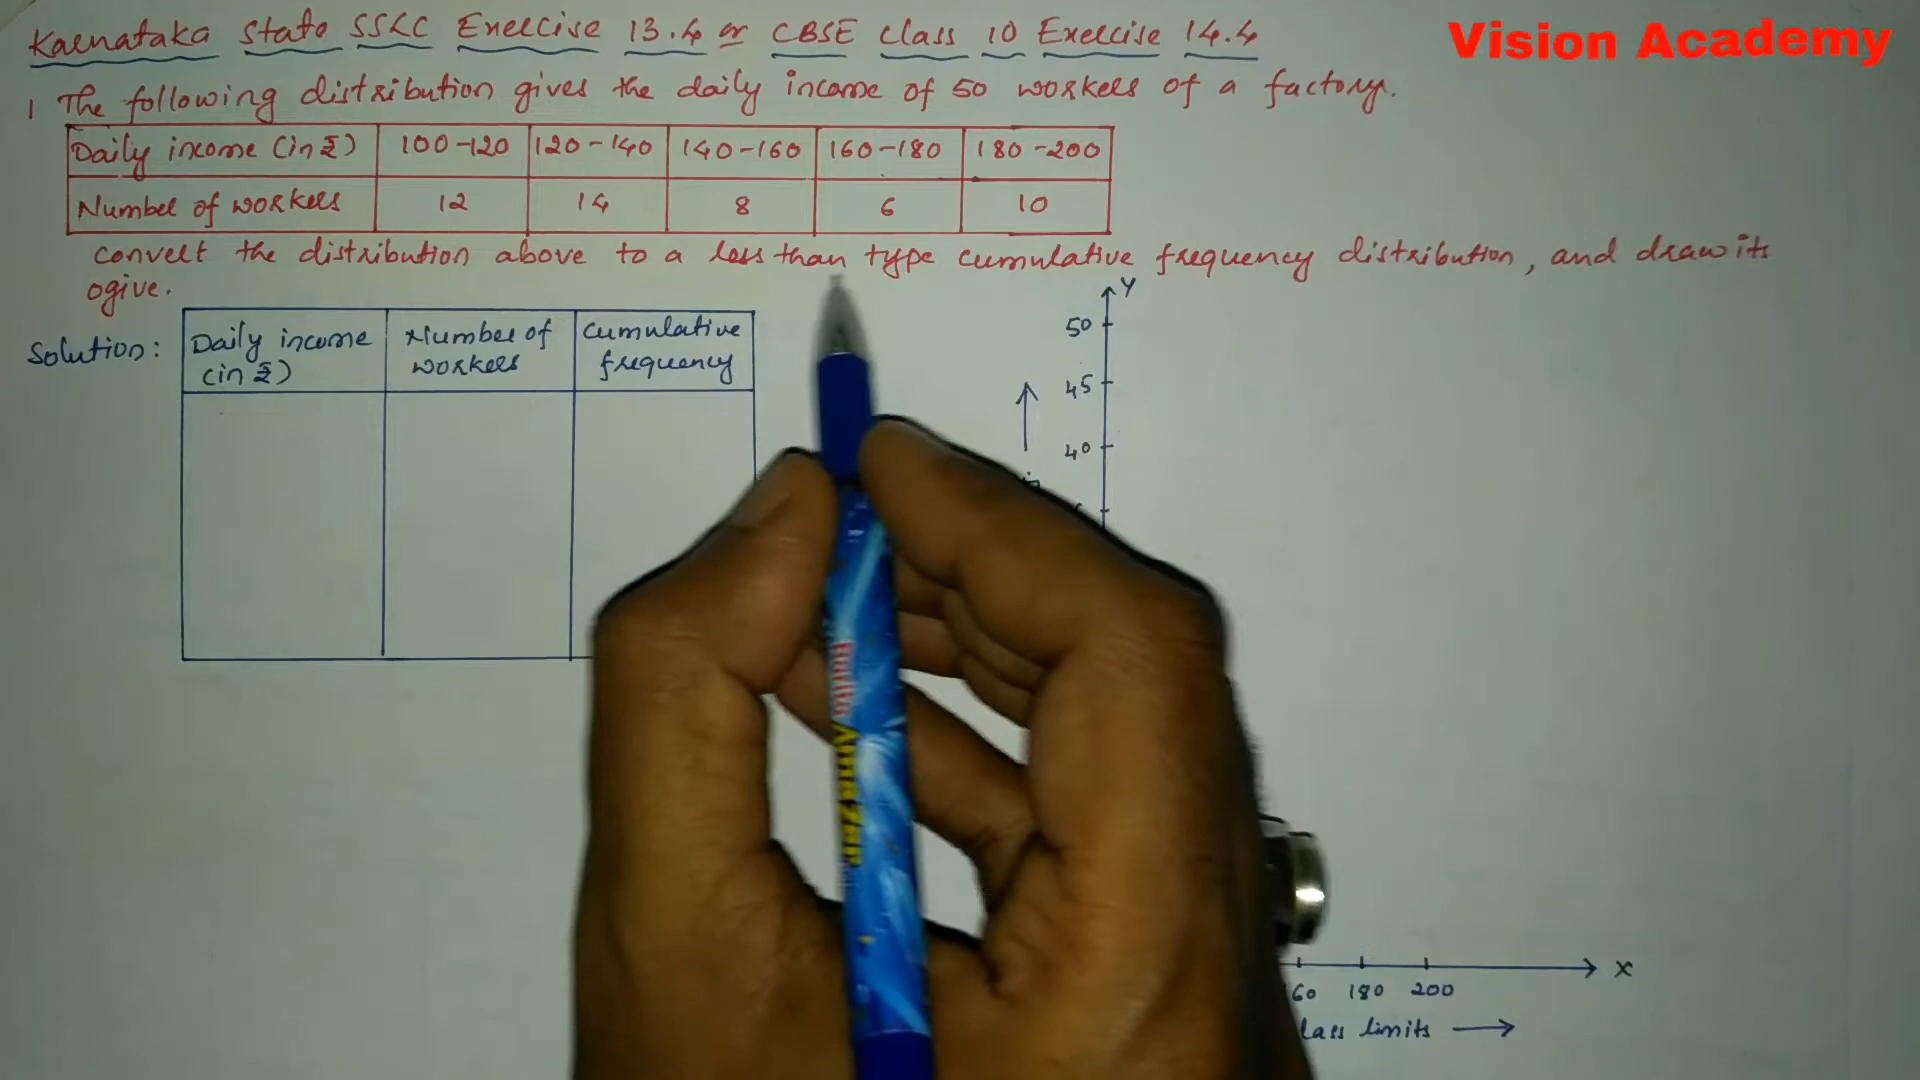 Karnataka State SSLC Exercise 13.4 or CBSE class 10 Exercise 14.4
Vision Academy
1 The following distribution gives the daily income of 50 workers of a factory.
Daily income (in ₹) 100-120 120-140 140-160 160-180 180-200
Number of workers 12 14 8 6 10
convert the distribution above to a less than type cumulative frequency distribution, and draw its
ogive.
Solution:
Daily income (in ₹)
Number of workers
Cumulative frequency
Y
50
45
40
60 180 200
X
lass limits
Amazer